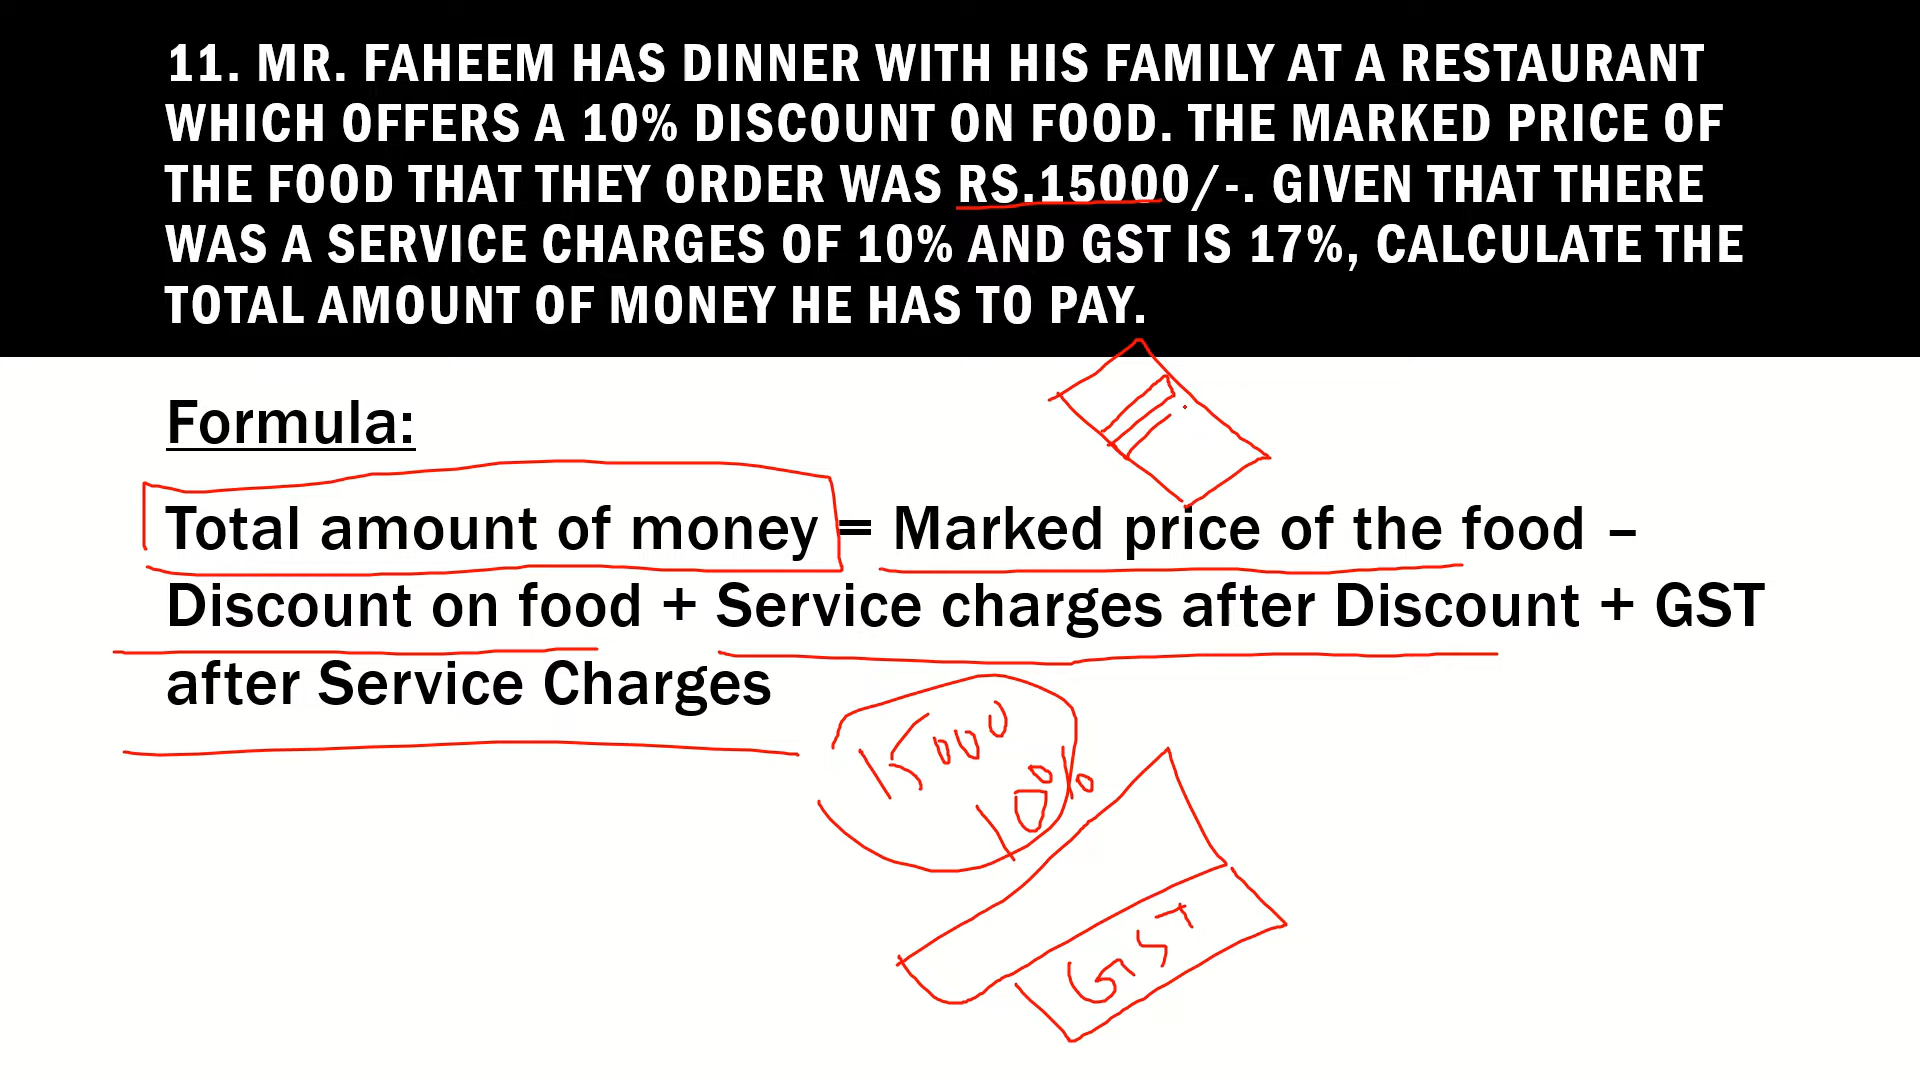 11. MR. FAHEEM HAS DINNER WITH HIS FAMILY AT A RESTAURANT
WHICH OFFERS A 10% DISCOUNT ON FOOD. THE MARKED PRICE OF
THE FOOD THAT THEY ORDER WAS RS.15000/-. GIVEN THAT THERE
WAS A SERVICE CHARGES OF 10% AND GST IS 17%, CALCULATE THE
TOTAL AMOUNT OF MONEY HE HAS TO PAY.
Formula:
Total amount of money = Marked price of the food –
Discount on food + Service charges after Discount + GST
after Service Charges
15000
10%
GST